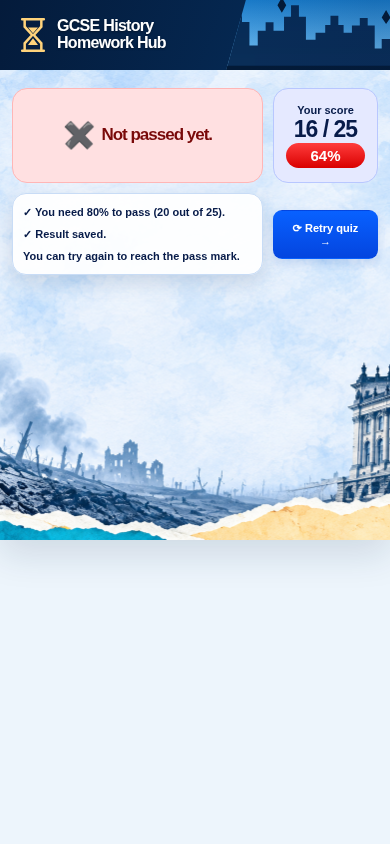 GCSE History
Homework Hub
✖ Not passed yet.
Your score
16 / 25
64%
✓ You need 80% to pass (20 out of 25).
✓ Result saved.
You can try again to reach the pass mark.
⟳ Retry quiz
→